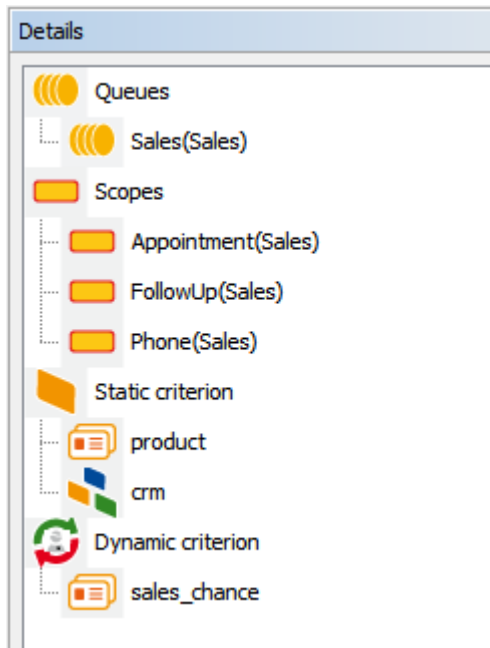 Details
Queues
Sales(Sales)
Scopes
Appointment(Sales)
FollowUp(Sales)
Phone(Sales)
Static criterion
product
crm
Dynamic criterion
sales_chance